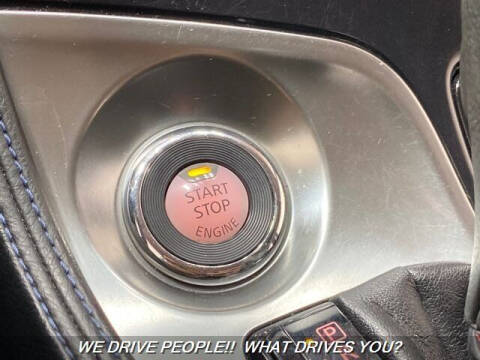 START
STOP
ENGINE
P
WE DRIVE PEOPLE!! WHAT DRIVES YOU?